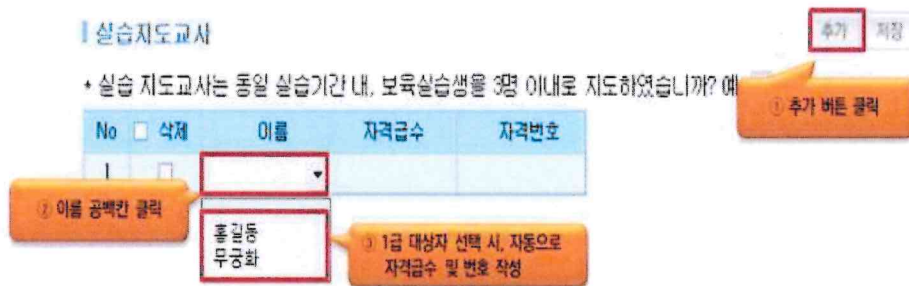 실습지도교사
추가 저장
* 실습 지도교사는 동일 실습기간 내, 보육실습생을 3명 이내로 지도하였습니까? 예
① 추가 버튼 클릭
No 삭제 이름 자격급수 자격번호
1
② 이름 공백칸 클릭
홍길동
무궁화
③ 1급 대상자 선택 시, 자동으로
자격급수 및 번호 작성